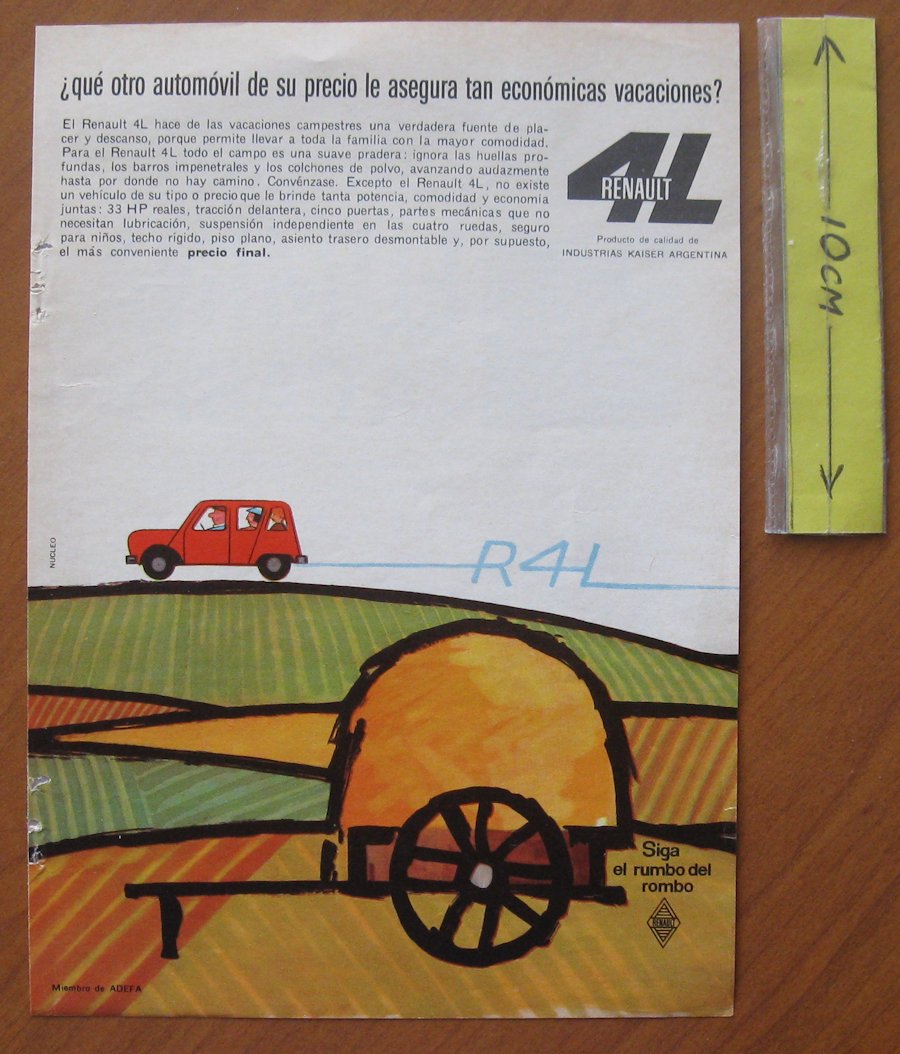 ¿qué otro automóvil de su precio le asegura tan económicas vacaciones?
El Renault 4L hace de las vacaciones campestres una verdadera fuente de pla-
cer y descanso, porque permite llevar a toda la familia con la mayor comodidad.
Para el Renault 4L todo el campo es una suave pradera: ignora las huellas pro-
fundas, los barros impenetrales y los colchones de polvo, avanzando audazmente
hasta por donde no hay camino. Convénzase. Excepto el Renault 4L, no existe
un vehículo de su tipo o precio que le brinde tanta potencia, comodidad y economía
juntas: 33 HP reales, tracción delantera, cinco puertas, partes mecánicas que no
necesitan lubricación, suspensión independiente en las cuatro ruedas, seguro
para niños, techo rígido, piso plano, asiento trasero desmontable y, por supuesto,
el más conveniente precio final.
4L
RENAULT
Producto de calidad de
INDUSTRIAS KAISER ARGENTINA
10CM
NUCLEO
R4L
Siga
el rumbo del
rombo
RENAULT
Miembro de ADEFA